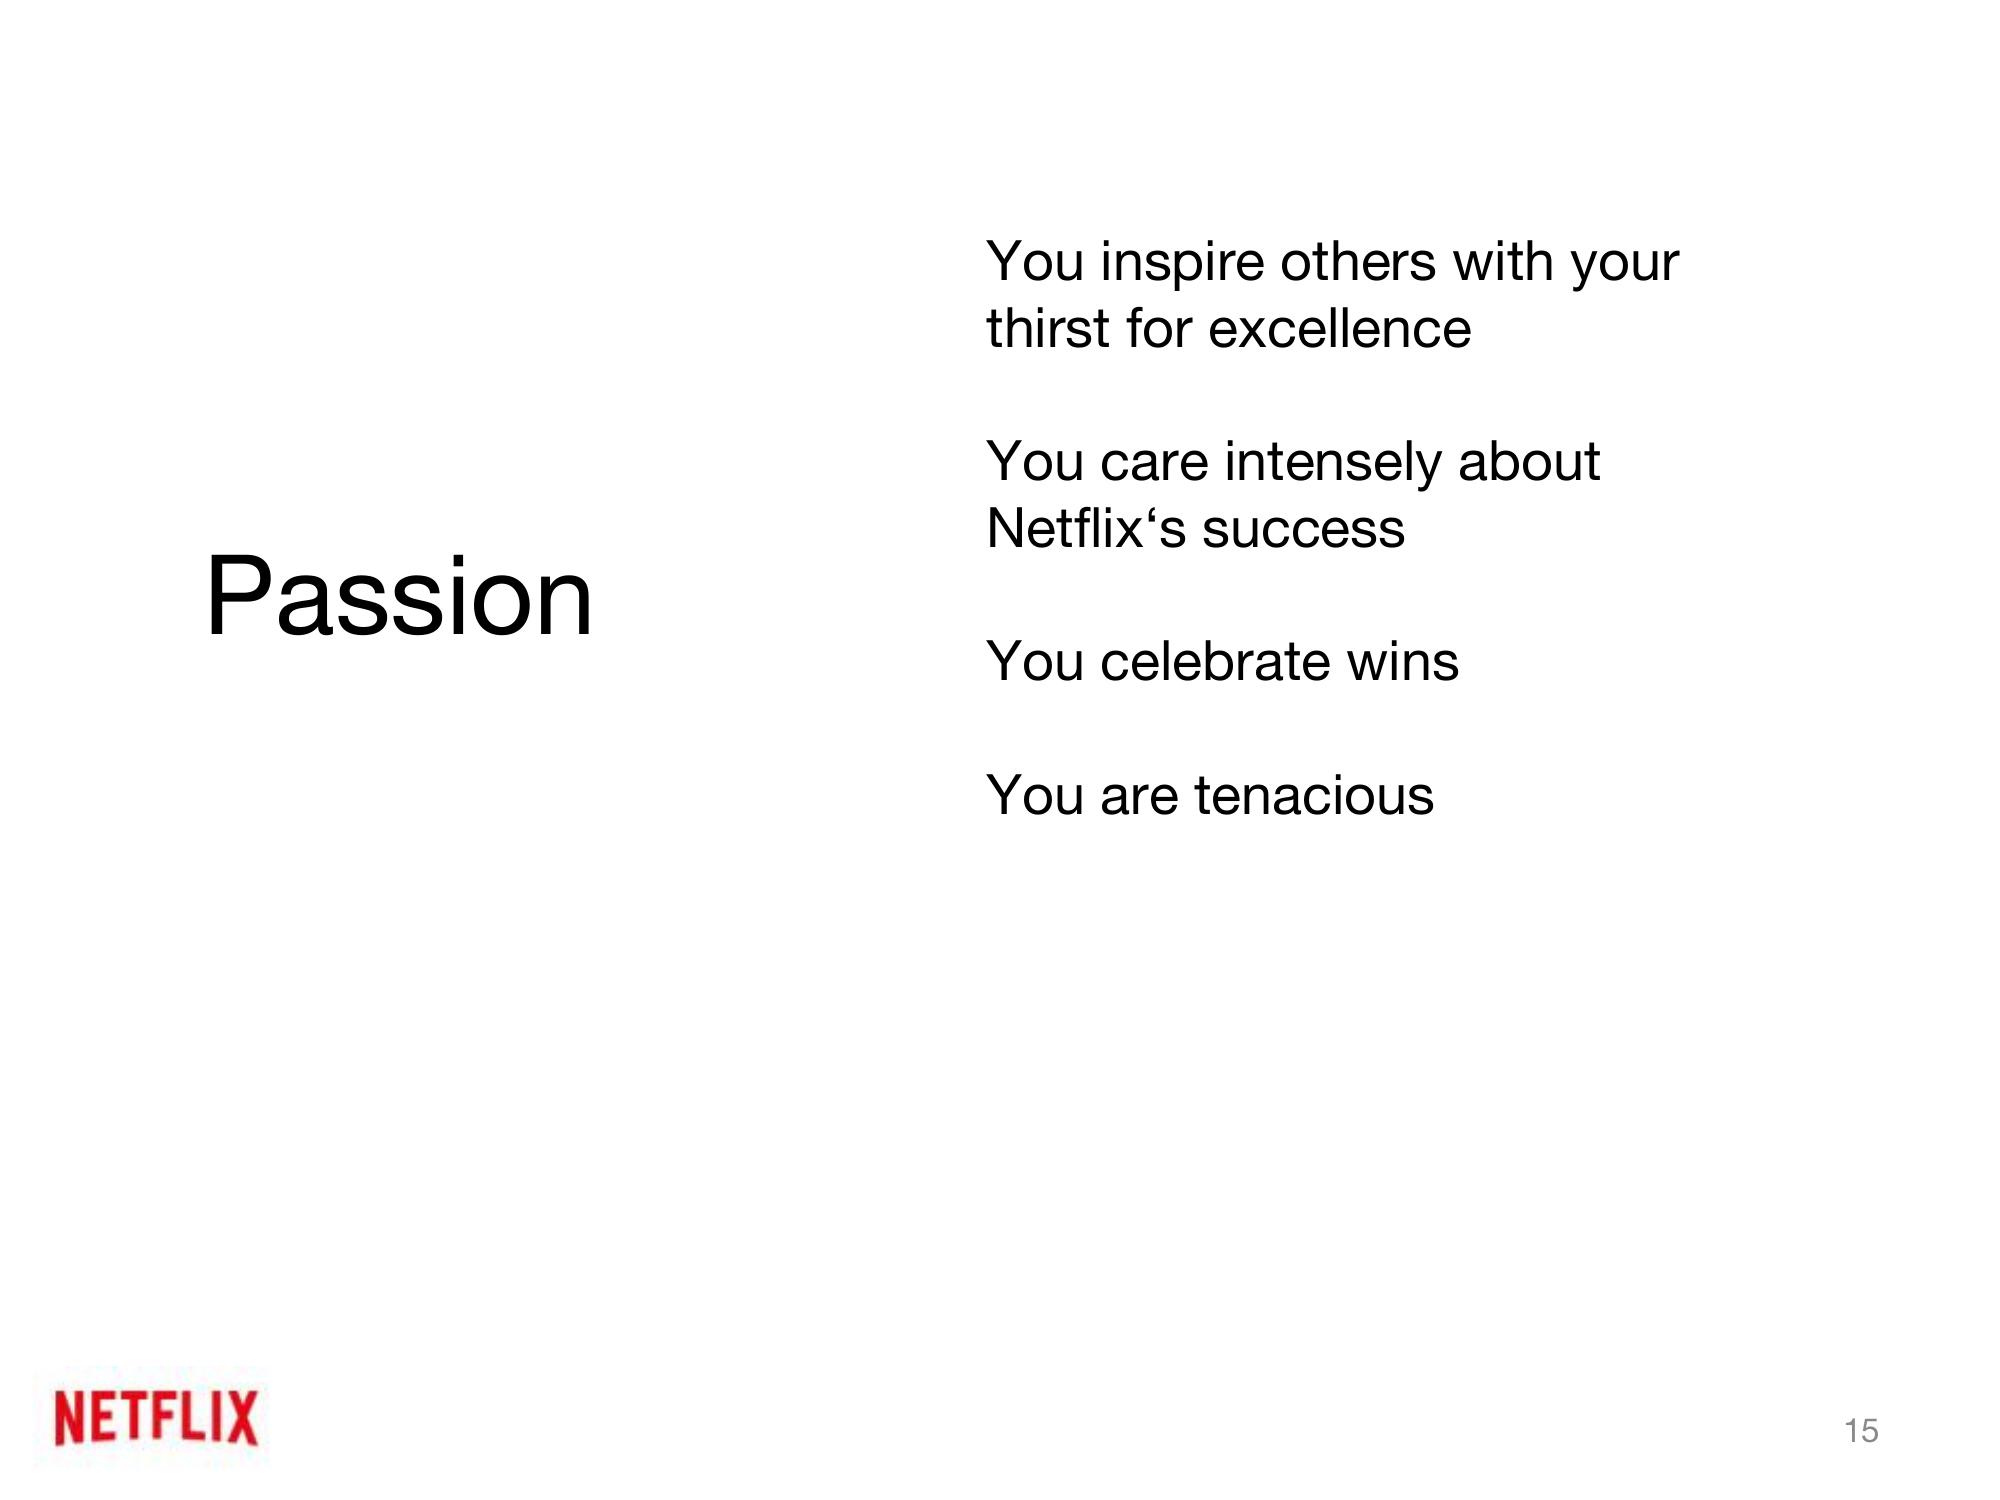 Passion
You inspire others with your
thirst for excellence
You care intensely about
Netflix‘s success
You celebrate wins
You are tenacious
NETFLIX
15